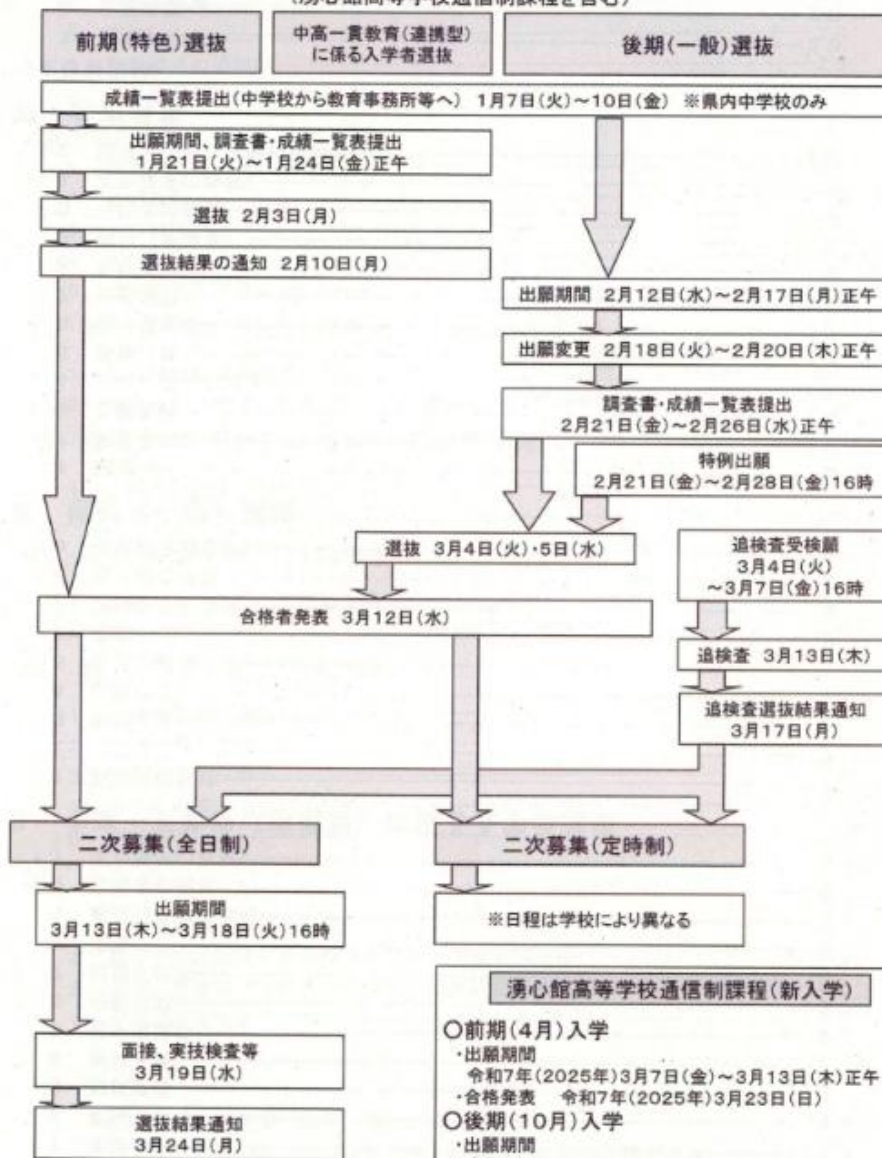 (湧心館高等学校通信制課程を含む)
前期(特色)選抜
中高一貫教育(連携型)
に係る入学者選抜
後期(一般)選抜
成績一覧表提出(中学校から教育事務所等へ) 1月7日(火)～10日(金) ※県内中学校のみ
出願期間、調査書・成績一覧表提出
1月21日(火)～1月24日(金)正午
選抜 2月3日(月)
選抜結果の通知 2月10日(月)
出願期間 2月12日(水)～2月17日(月)正午
出願変更 2月18日(火)～2月20日(木)正午
調査書・成績一覧表提出
2月21日(金)～2月26日(水)正午
特例出願
2月21日(金)～2月28日(金)16時
選抜 3月4日(火)・5日(水)
追検査受検願
3月4日(火)
～3月7日(金)16時
合格者発表 3月12日(水)
追検査 3月13日(木)
追検査選抜結果通知
3月17日(月)
二次募集(全日制)
二次募集(定時制)
出願期間
3月13日(木)～3月18日(火)16時
※日程は学校により異なる
面接、実技検査等
3月19日(水)
選抜結果通知
3月24日(月)
湧心館高等学校通信制課程(新入学)
○前期(4月)入学
・出願期間
令和7年(2025年)3月7日(金)～3月13日(木)正午
・合格発表 令和7年(2025年)3月23日(日)
○後期(10月)入学
・出願期間